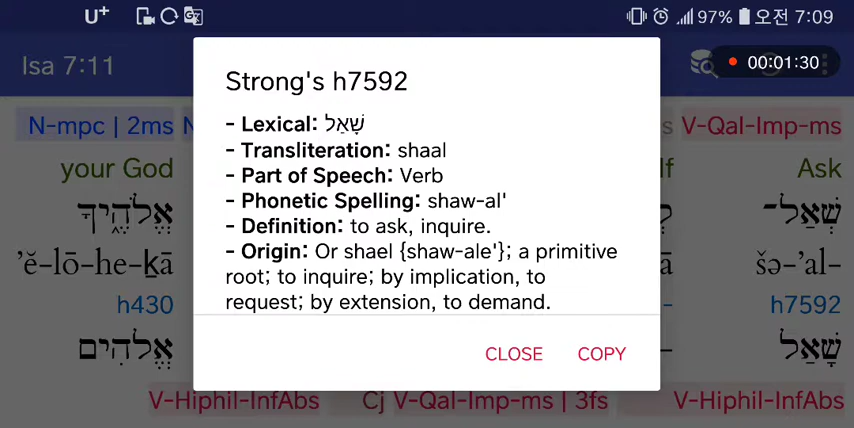 U+ 97% 오전 7:09
Isa 7:11 00:01:30
Strong's h7592
- Lexical: שָׁאַל
- Transliteration: shaal
- Part of Speech: Verb
- Phonetic Spelling: shaw-al'
- Definition: to ask, inquire.
- Origin: Or shael {shaw-ale'}; a primitive
root; to inquire; by implication, to
request; by extension, to demand.
CLOSE COPY
N-mpc | 2ms N s V-Qal-Imp-ms
your God lf Ask
אֱלֹהֶ֑יךָ שְׁאַל־
’ĕ-lō-he-ḵā ā šə-’al-
h430 - h7592
אֱלֹהִים - שָׁאַל
V-Hiphil-InfAbs Cj V-Qal-Imp-ms | 3fs V-Hiphil-InfAbs